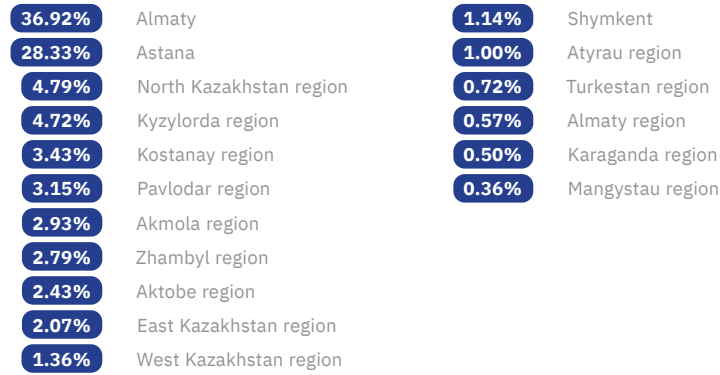 36.92% Almaty
28.33% Astana
4.79% North Kazakhstan region
4.72% Kyzylorda region
3.43% Kostanay region
3.15% Pavlodar region
2.93% Akmola region
2.79% Zhambyl region
2.43% Aktobe region
2.07% East Kazakhstan region
1.36% West Kazakhstan region
1.14% Shymkent
1.00% Atyrau region
0.72% Turkestan region
0.57% Almaty region
0.50% Karaganda region
0.36% Mangystau region